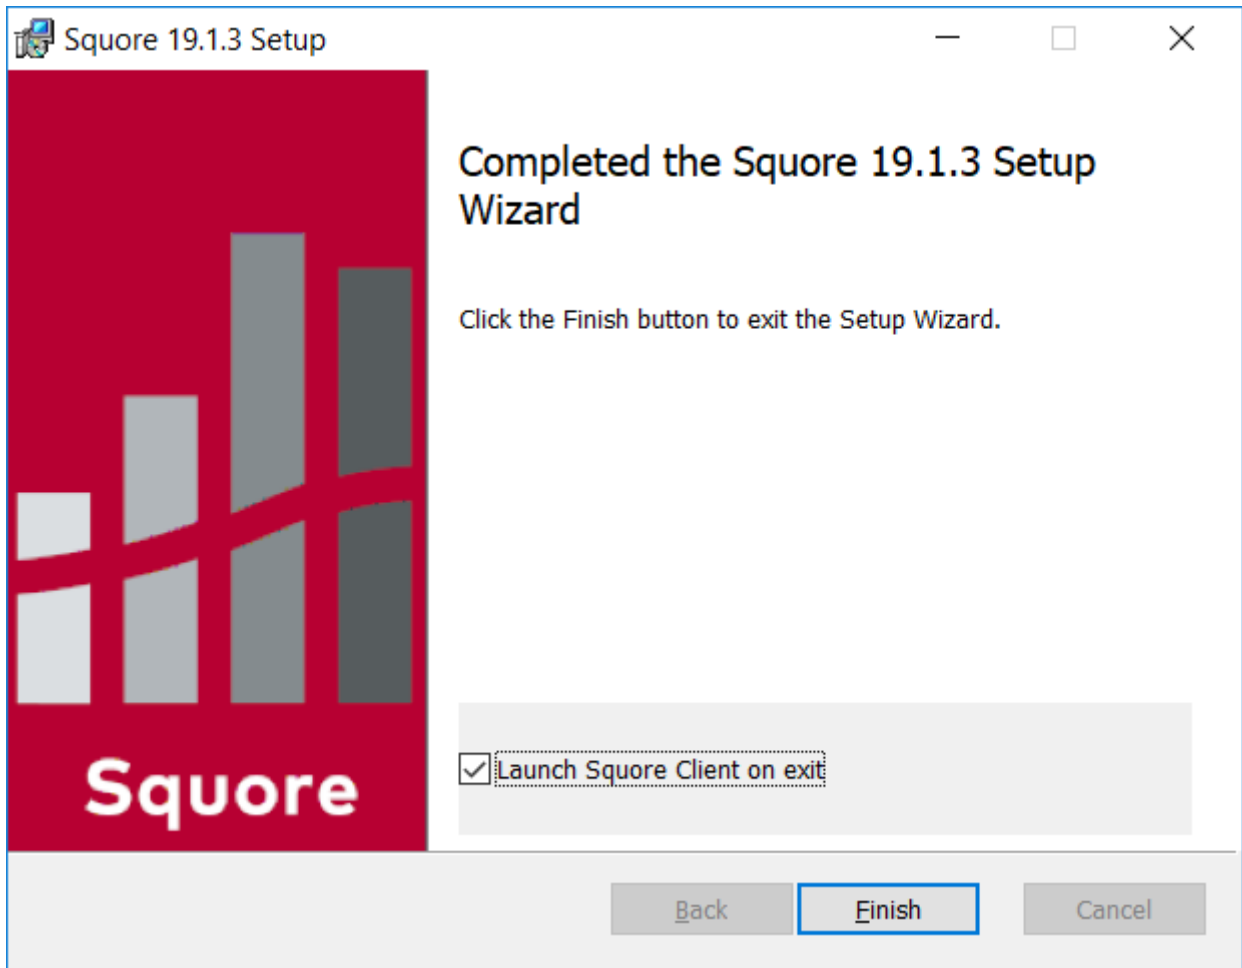 Squore 19.1.3 Setup
Completed the Squore 19.1.3 Setup
Wizard
Click the Finish button to exit the Setup Wizard.
Launch Squore Client on exit
Squore
Back
Finish
Cancel